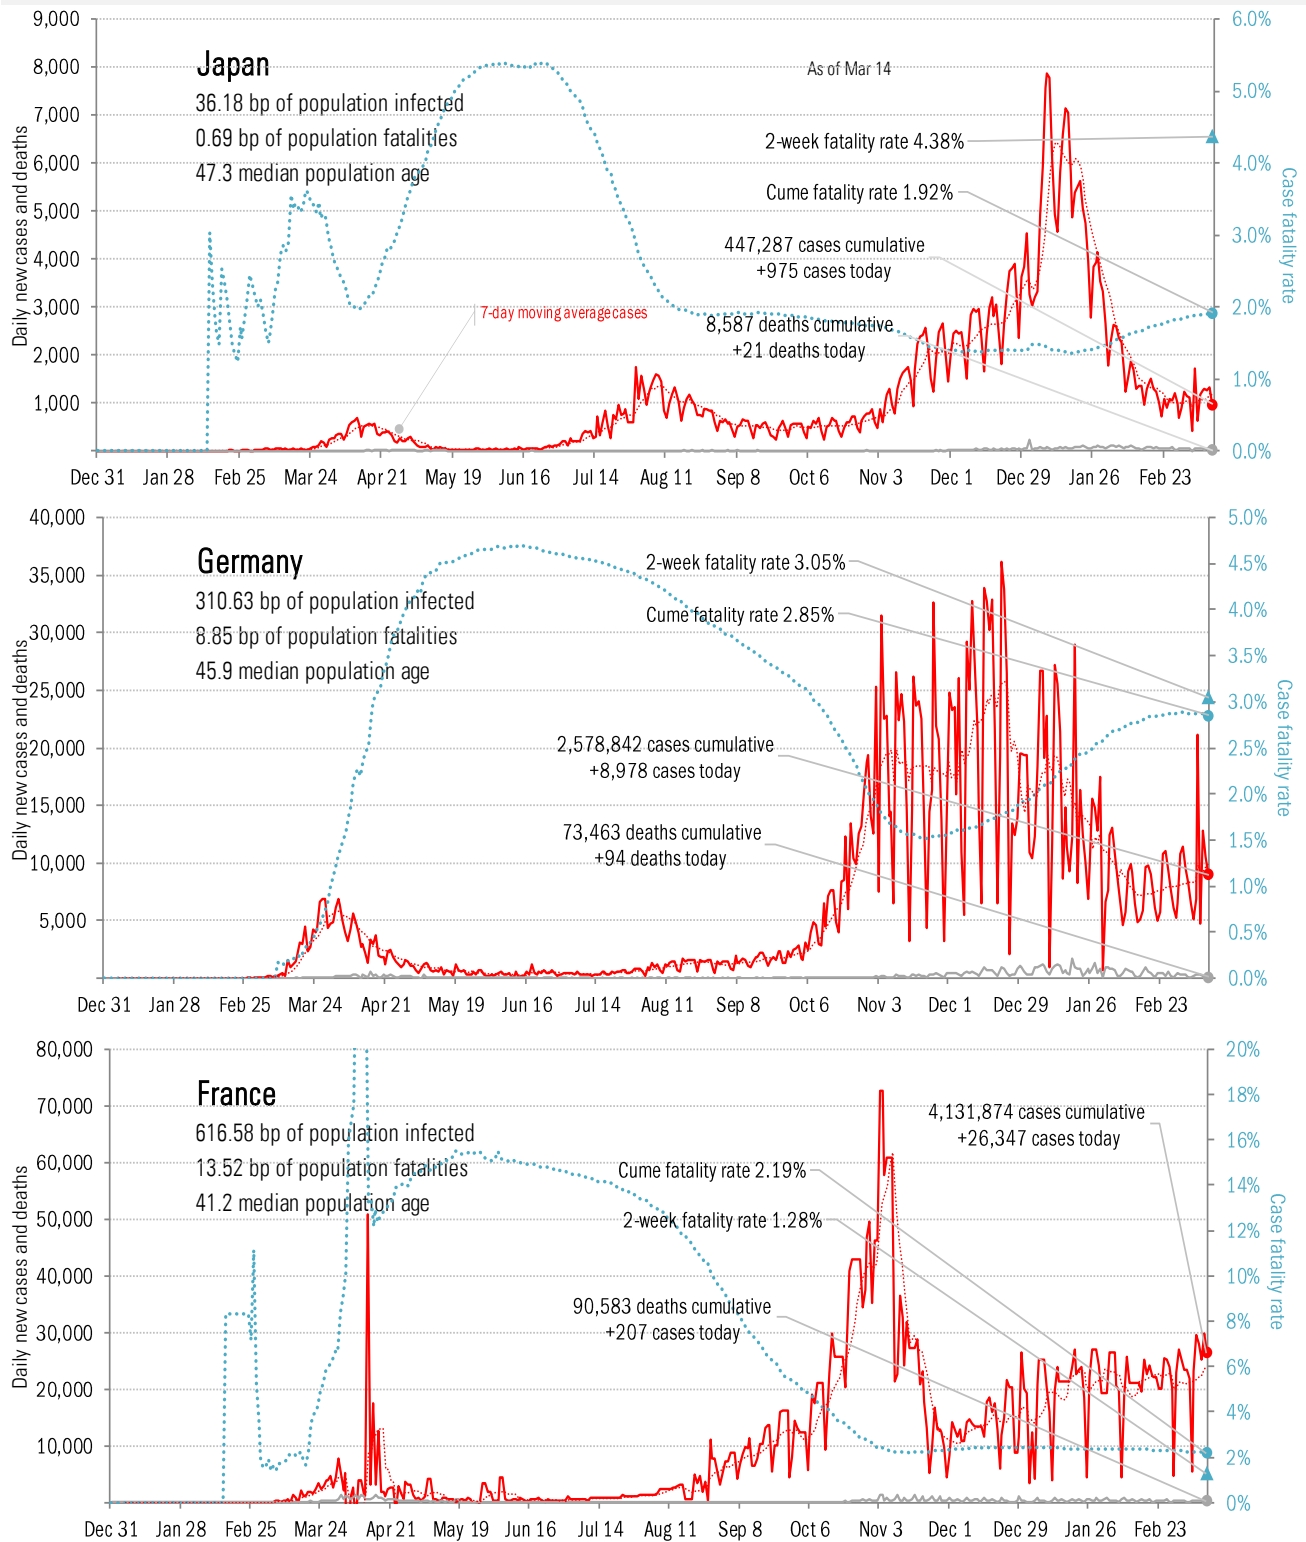 9,000
8,000
7,000
6,000
5,000
4,000
3,000
2,000
1,000
Daily new cases and deaths
Japan
36.18 bp of population infected
0.69 bp of population fatalities
47.3 median population age
As of Mar 14
2-week fatality rate 4.38%
Cume fatality rate 1.92%
447,287 cases cumulative
+975 cases today
7-day moving average cases
8,587 deaths cumulative
+21 deaths today
6.0%
5.0%
4.0%
3.0%
2.0%
1.0%
0.0%
Case fatality rate
Dec 31 Jan 28 Feb 25 Mar 24 Apr 21 May 19 Jun 16 Jul 14 Aug 11 Sep 8 Oct 6 Nov 3 Dec 1 Dec 29 Jan 26 Feb 23
40,000
35,000
30,000
25,000
20,000
15,000
10,000
5,000
Daily new cases and deaths
Germany
310.63 bp of population infected
8.85 bp of population fatalities
45.9 median population age
2-week fatality rate 3.05%
Cume fatality rate 2.85%
2,578,842 cases cumulative
+8,978 cases today
73,463 deaths cumulative
+94 deaths today
5.0%
4.5%
4.0%
3.5%
3.0%
2.5%
2.0%
1.5%
1.0%
0.5%
0.0%
Case fatality rate
Dec 31 Jan 28 Feb 25 Mar 24 Apr 21 May 19 Jun 16 Jul 14 Aug 11 Sep 8 Oct 6 Nov 3 Dec 1 Dec 29 Jan 26 Feb 23
80,000
70,000
60,000
50,000
40,000
30,000
20,000
10,000
Daily new cases and deaths
France
616.58 bp of population infected
13.52 bp of population fatalities
41.2 median population age
4,131,874 cases cumulative
+26,347 cases today
Cume fatality rate 2.19%
2-week fatality rate 1.28%
90,583 deaths cumulative
+207 cases today
20%
18%
16%
14%
12%
10%
8%
6%
4%
2%
0%
Case fatality rate
Dec 31 Jan 28 Feb 25 Mar 24 Apr 21 May 19 Jun 16 Jul 14 Aug 11 Sep 8 Oct 6 Nov 3 Dec 1 Dec 29 Jan 26 Feb 23